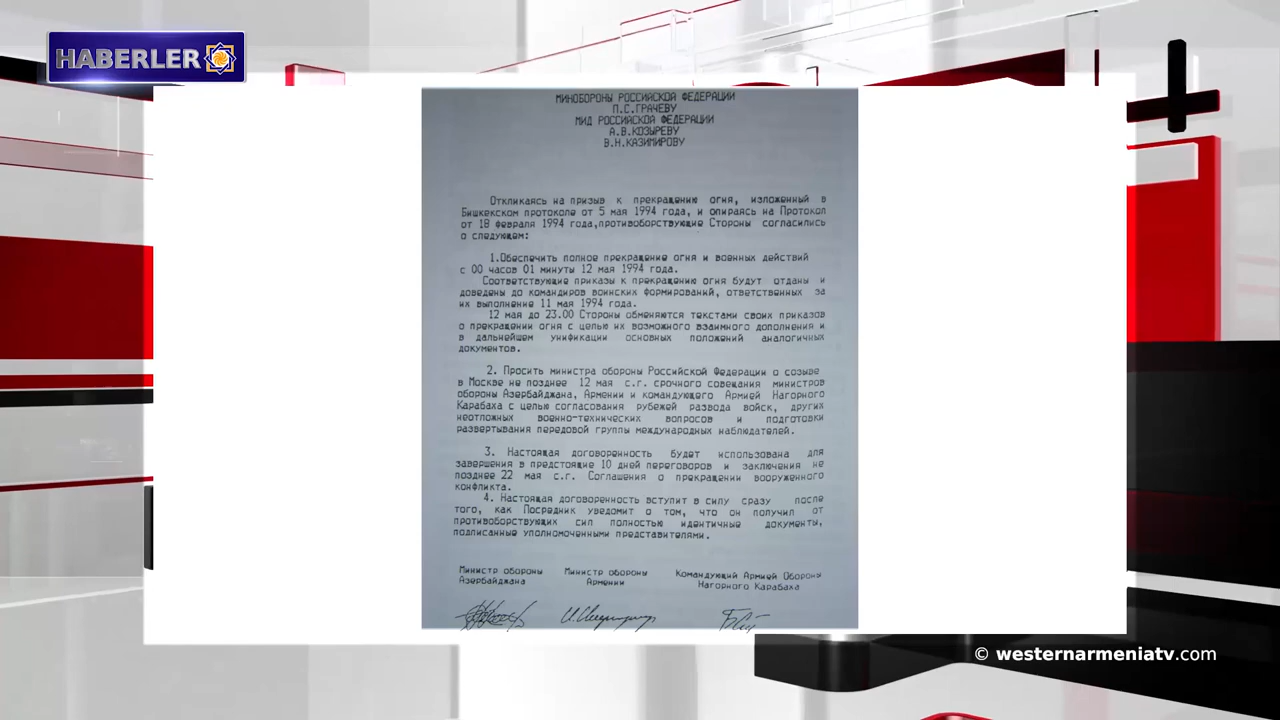 HABERLER
МИНОБОРОНЫ РОССИЙСКОЙ ФЕДЕРАЦИИ
П.С.ГРАЧЕВУ
МИД РОССИЙСКОЙ ФЕДЕРАЦИИ
А.В.КОЗЫРЕВУ
В.Н.КАЗИМИРОВУ
Откликаясь на призыв к прекращению огня, изложенный в
Бишкекском протоколе от 5 мая 1994 года, и опираясь на Протокол
от 18 февраля 1994 года,противоборствующие Стороны согласились
о следующем:
1.Обеспечить полное прекращение огня и военных действий
с 00 часов 01 минуты 12 мая 1994 года.
Соответствующие приказы к прекращению огня будут отданы и
доведены до командиров воинских формирований, ответственных за
их выполнение 11 мая 1994 года.
12 мая до 23.00 Стороны обменяются текстами своих приказов
о прекращении огня с целью их возможного взаимного дополнения и
в дальнейшем унификации основных положений аналогичных
документов.
2. Просить министра обороны Российской Федерации о созыве
в Москве не позднее 12 мая с.г. срочного совещания министров
обороны Азербайджана, Армении и командующего Армией Нагорного
Карабаха с целью согласования рубежей развода войск, других
неотложных военно-технических вопросов и подготовки
развертывания передовой группы международных наблюдателей.
3. Настоящая договоренность будет использована для
завершения в предстоящие 10 дней переговоров и заключения не
позднее 22 мая с.г. Соглашения о прекращении вооруженного
конфликта.
4. Настоящая договоренность вступит в силу сразу после
того, как Посредник уведомит о том, что он получил от
противоборствующих сил полностью идентичные документы,
подписанные уполномоченными представителями.
Министр обороны Министр обороны Командующий Армией Обороны
Азербайджана Армении Нагорного Карабаха
© westernarmeniatv.com